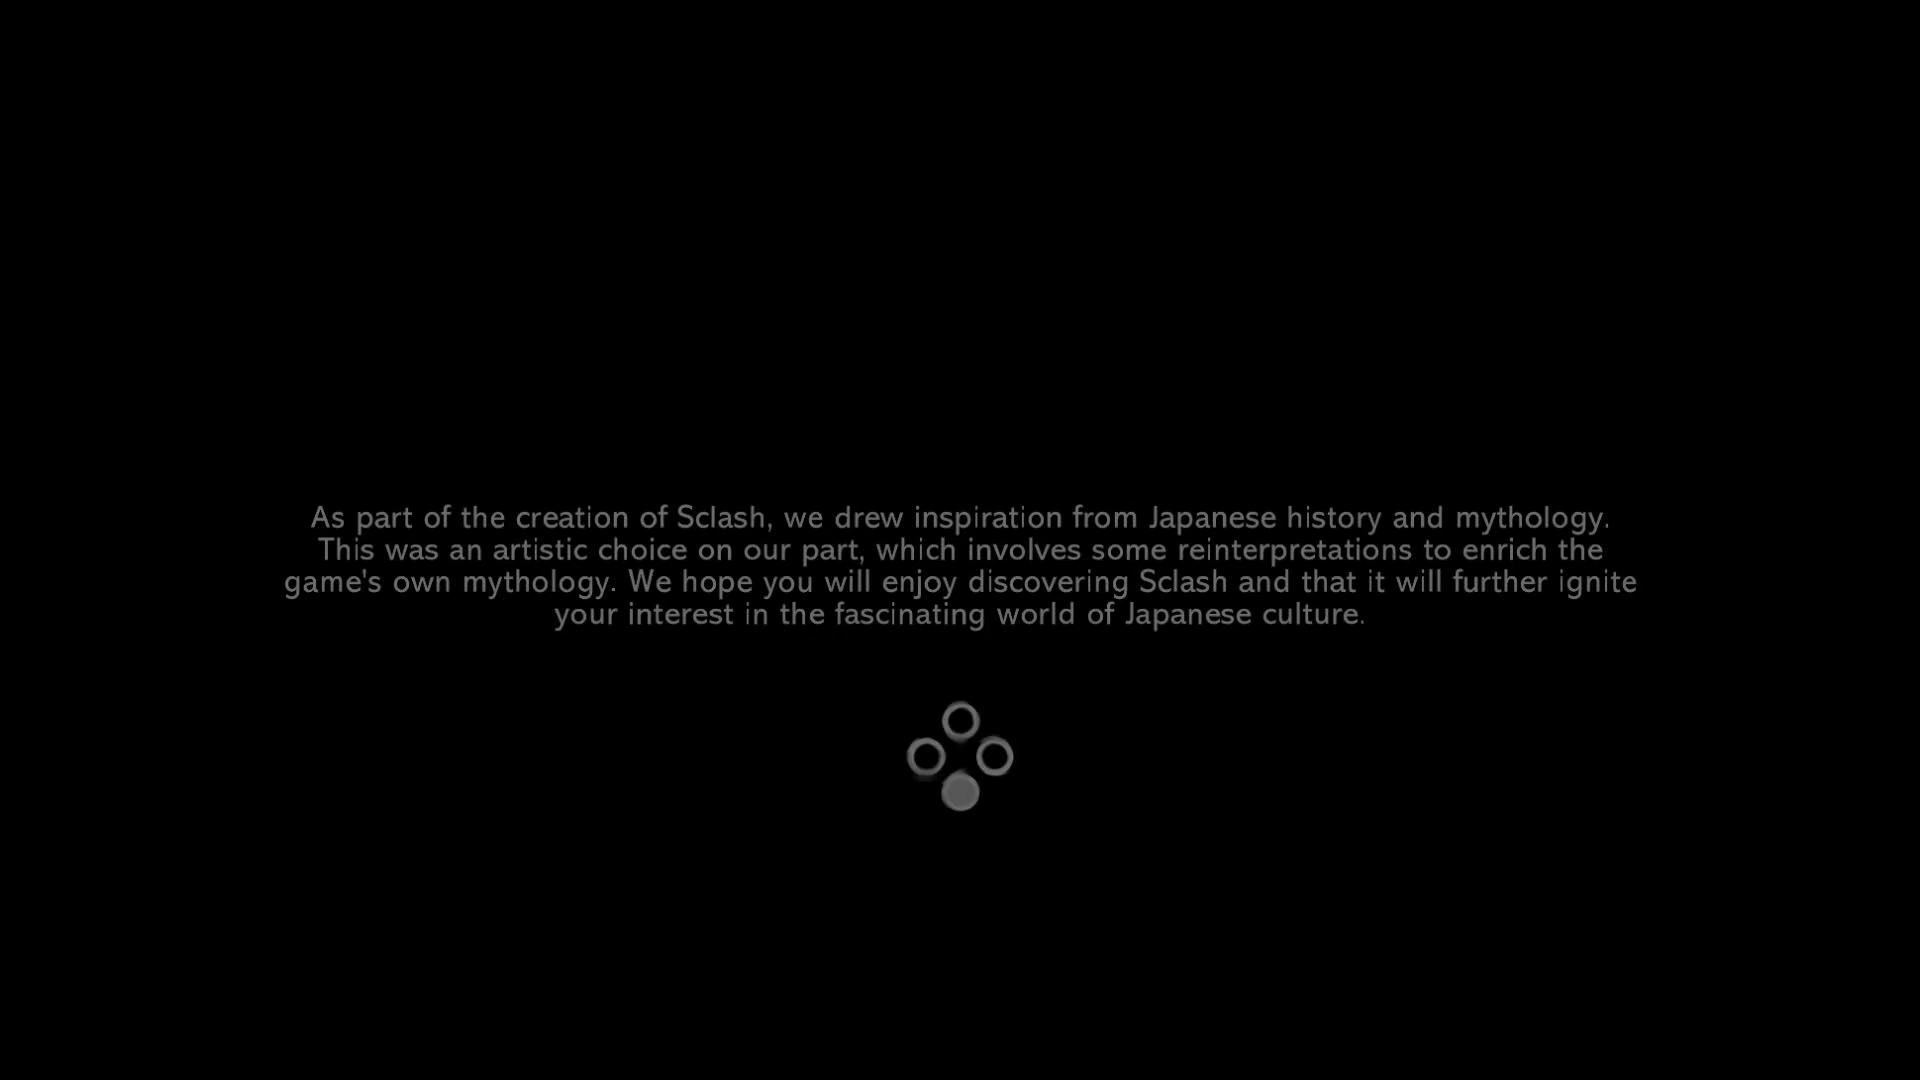 As part of the creation of Sclash, we drew inspiration from Japanese history and mythology.
This was an artistic choice on our part, which involves some reinterpretations to enrich the
game's own mythology. We hope you will enjoy discovering Sclash and that it will further ignite
your interest in the fascinating world of Japanese culture.